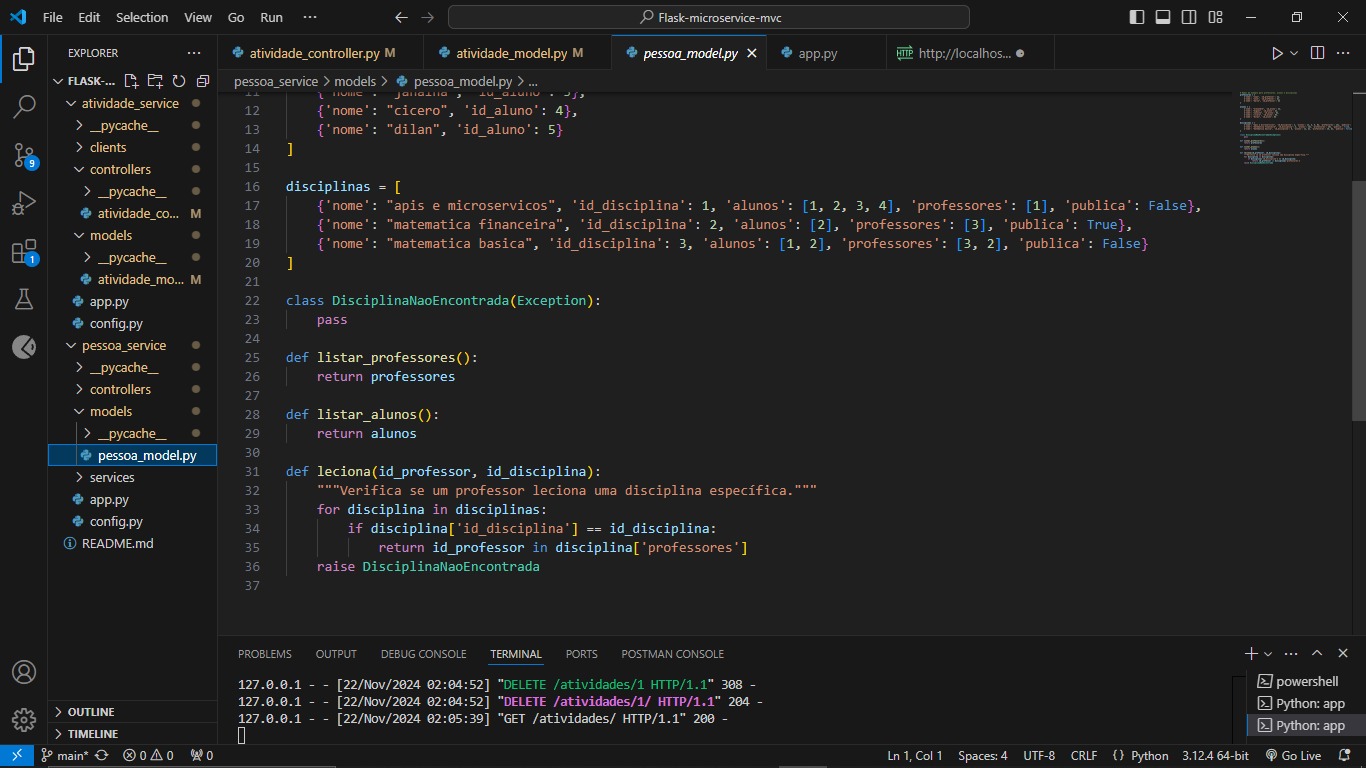 File Edit Selection View Go Run ··· Flask-microservice-mvc
EXPLORER ···
FLASK-...
atividade_service
__pycache__
clients
controllers
__pycache__
atividade_co... M
models
__pycache__
atividade_mo... M
app.py
config.py
pessoa_service
__pycache__
controllers
models
__pycache__
pessoa_model.py
services
app.py
config.py
README.md
OUTLINE
TIMELINE
9
1
atividade_controller.py M atividade_model.py M pessoa_model.py app.py HTTP http://localhos...
pessoa_service > models > pessoa_model.py > ...
11 {'nome': "janaina", 'id_aluno': 3},
12 {'nome': "cicero", 'id_aluno': 4},
13 {'nome': "dilan", 'id_aluno': 5}
14 ]
15
16 disciplinas = [
17 {'nome': "apis e microservicos", 'id_disciplina': 1, 'alunos': [1, 2, 3, 4], 'professores': [1], 'publica': False},
18 {'nome': "matematica financeira", 'id_disciplina': 2, 'alunos': [2], 'professores': [3], 'publica': True},
19 {'nome': "matematica basica", 'id_disciplina': 3, 'alunos': [1, 2], 'professores': [3, 2], 'publica': False}
20 ]
21
22 class DisciplinaNaoEncontrada(Exception):
23 pass
24
25 def listar_professores():
26 return professores
27
28 def listar_alunos():
29 return alunos
30
31 def leciona(id_professor, id_disciplina):
32 """Verifica se um professor leciona uma disciplina específica."""
33 for disciplina in disciplinas:
34 if disciplina['id_disciplina'] == id_disciplina:
35 return id_professor in disciplina['professores']
36 raise DisciplinaNaoEncontrada
37
PROBLEMS OUTPUT DEBUG CONSOLE TERMINAL PORTS POSTMAN CONSOLE
127.0.0.1 - - [22/Nov/2024 02:04:52] "DELETE /atividades/1 HTTP/1.1" 308 -
127.0.0.1 - - [22/Nov/2024 02:04:52] "DELETE /atividades/1/ HTTP/1.1" 204 -
127.0.0.1 - - [22/Nov/2024 02:05:39] "GET /atividades/ HTTP/1.1" 200 -
powershell
Python: app
Python: app
main* 0 0 0 Ln 1, Col 1 Spaces: 4 UTF-8 CRLF {} Python 3.12.4 64-bit Go Live